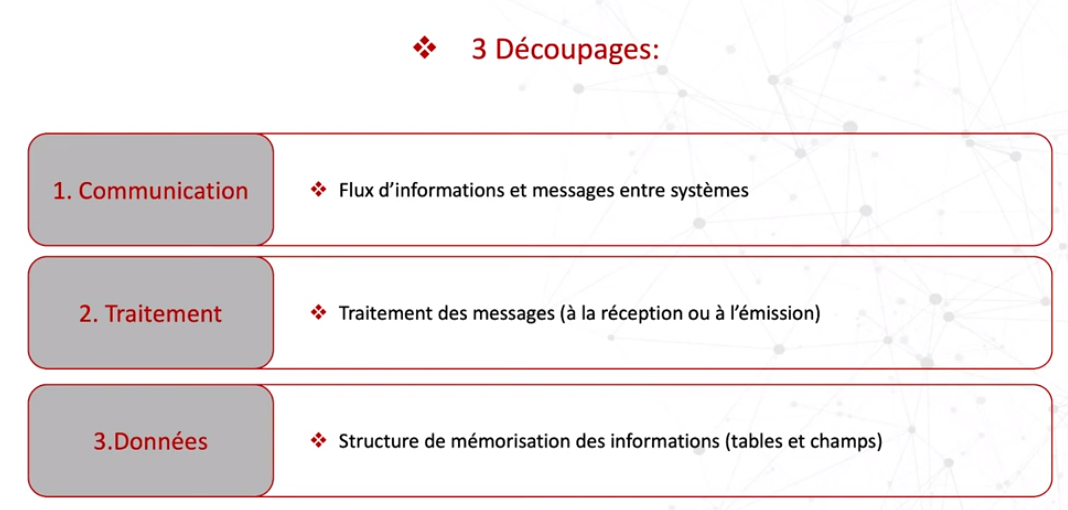 ❖ 3 Découpages:
1. Communication
❖ Flux d’informations et messages entre systèmes
2. Traitement
❖ Traitement des messages (à la réception ou à l’émission)
3.Données
❖ Structure de mémorisation des informations (tables et champs)